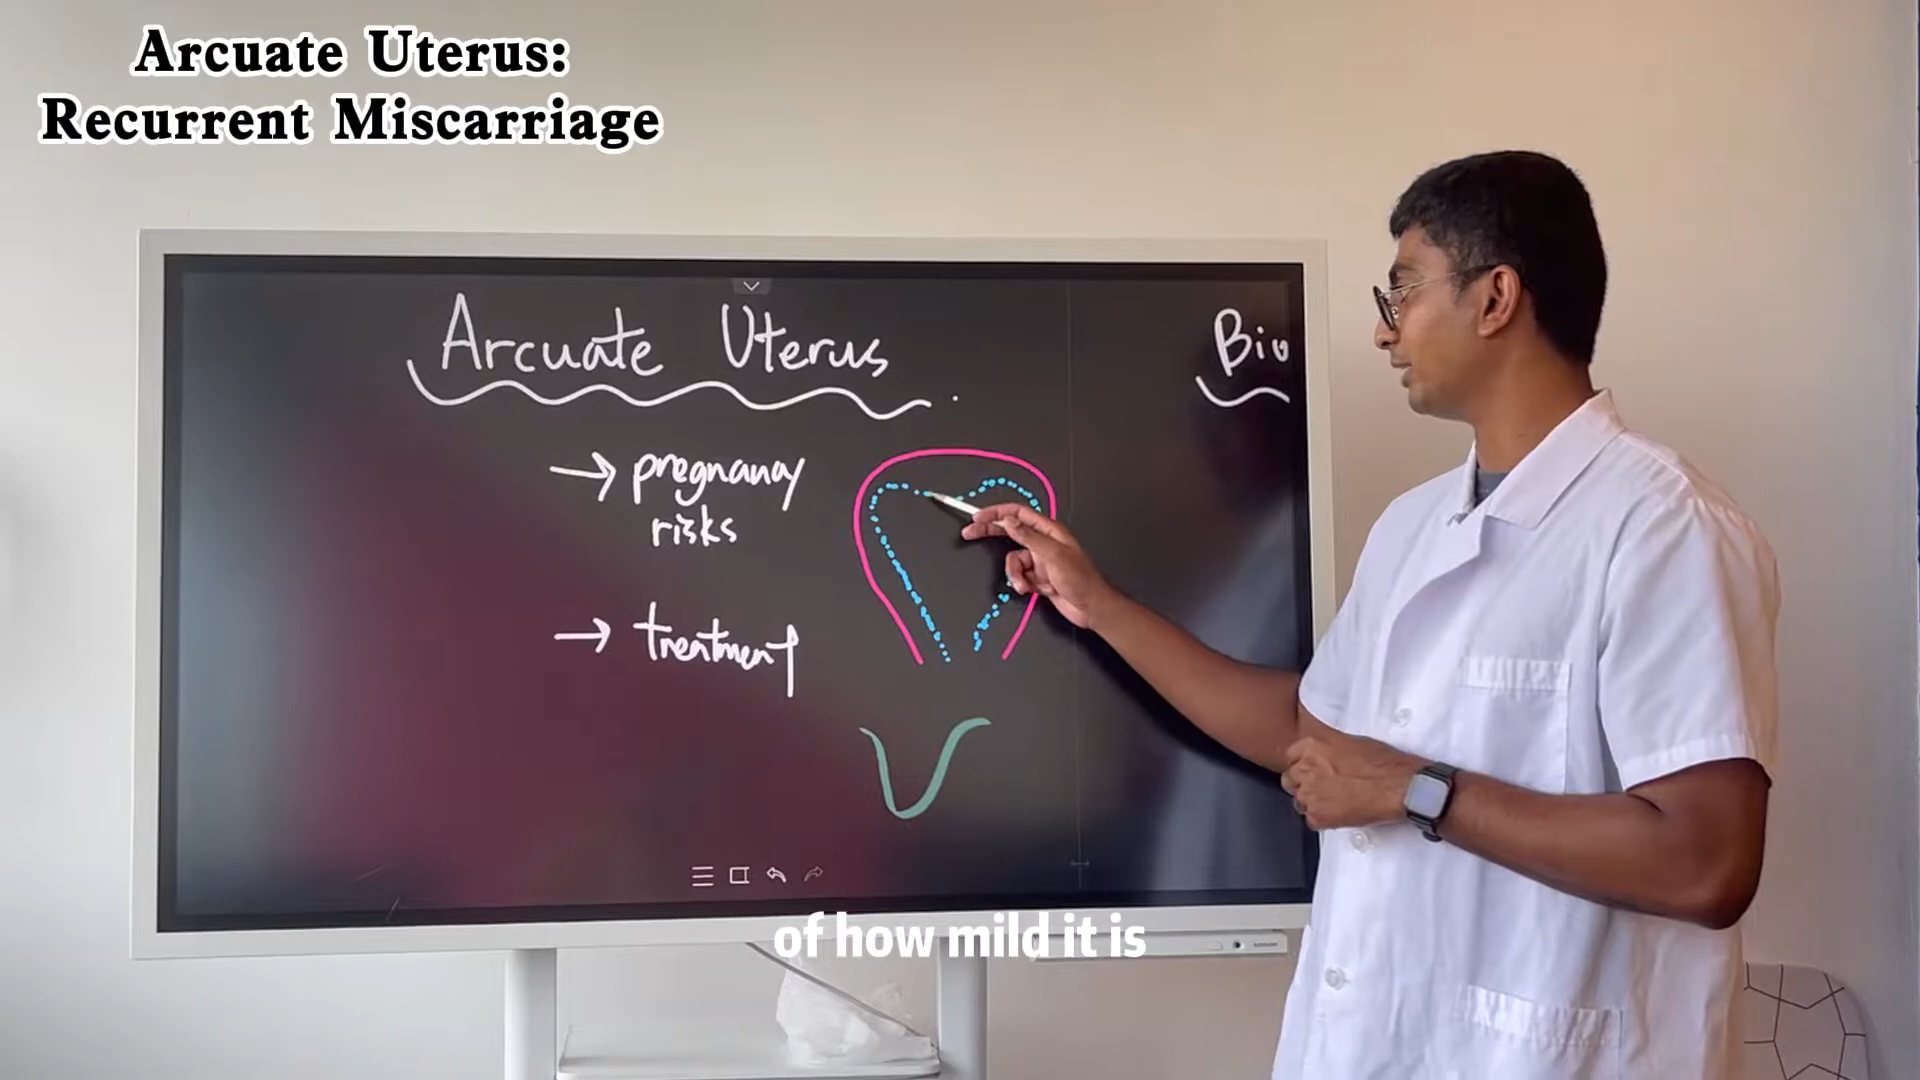 Arcuate Uterus:
Recurrent Miscarriage
Arcuate Uterus
Bio
→ pregnancy
risks
→ treatment
of how mild it is